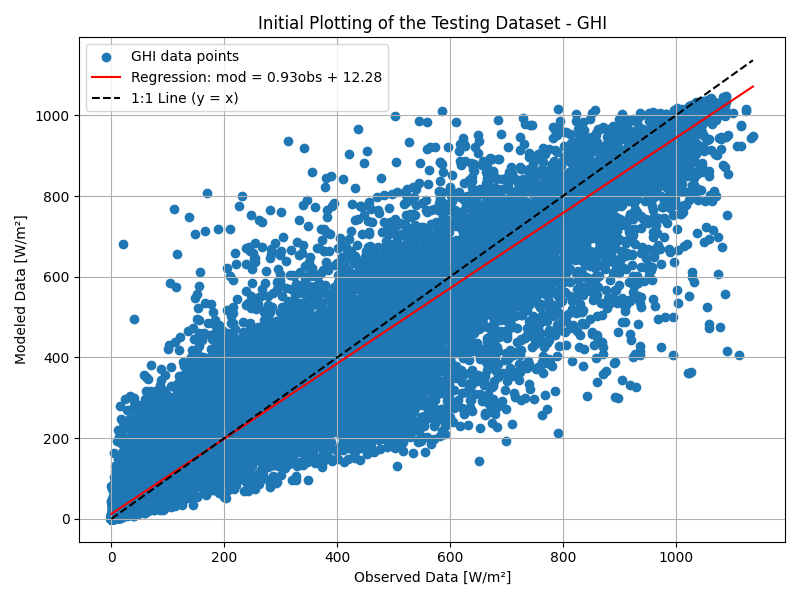 Initial Plotting of the Testing Dataset - GHI
GHI data points
Regression: mod = 0.93obs + 12.28
1:1 Line (y = x)
Modeled Data [W/m²]
1000
800
600
400
200
0
0 200 400 600 800 1000
Observed Data [W/m²]